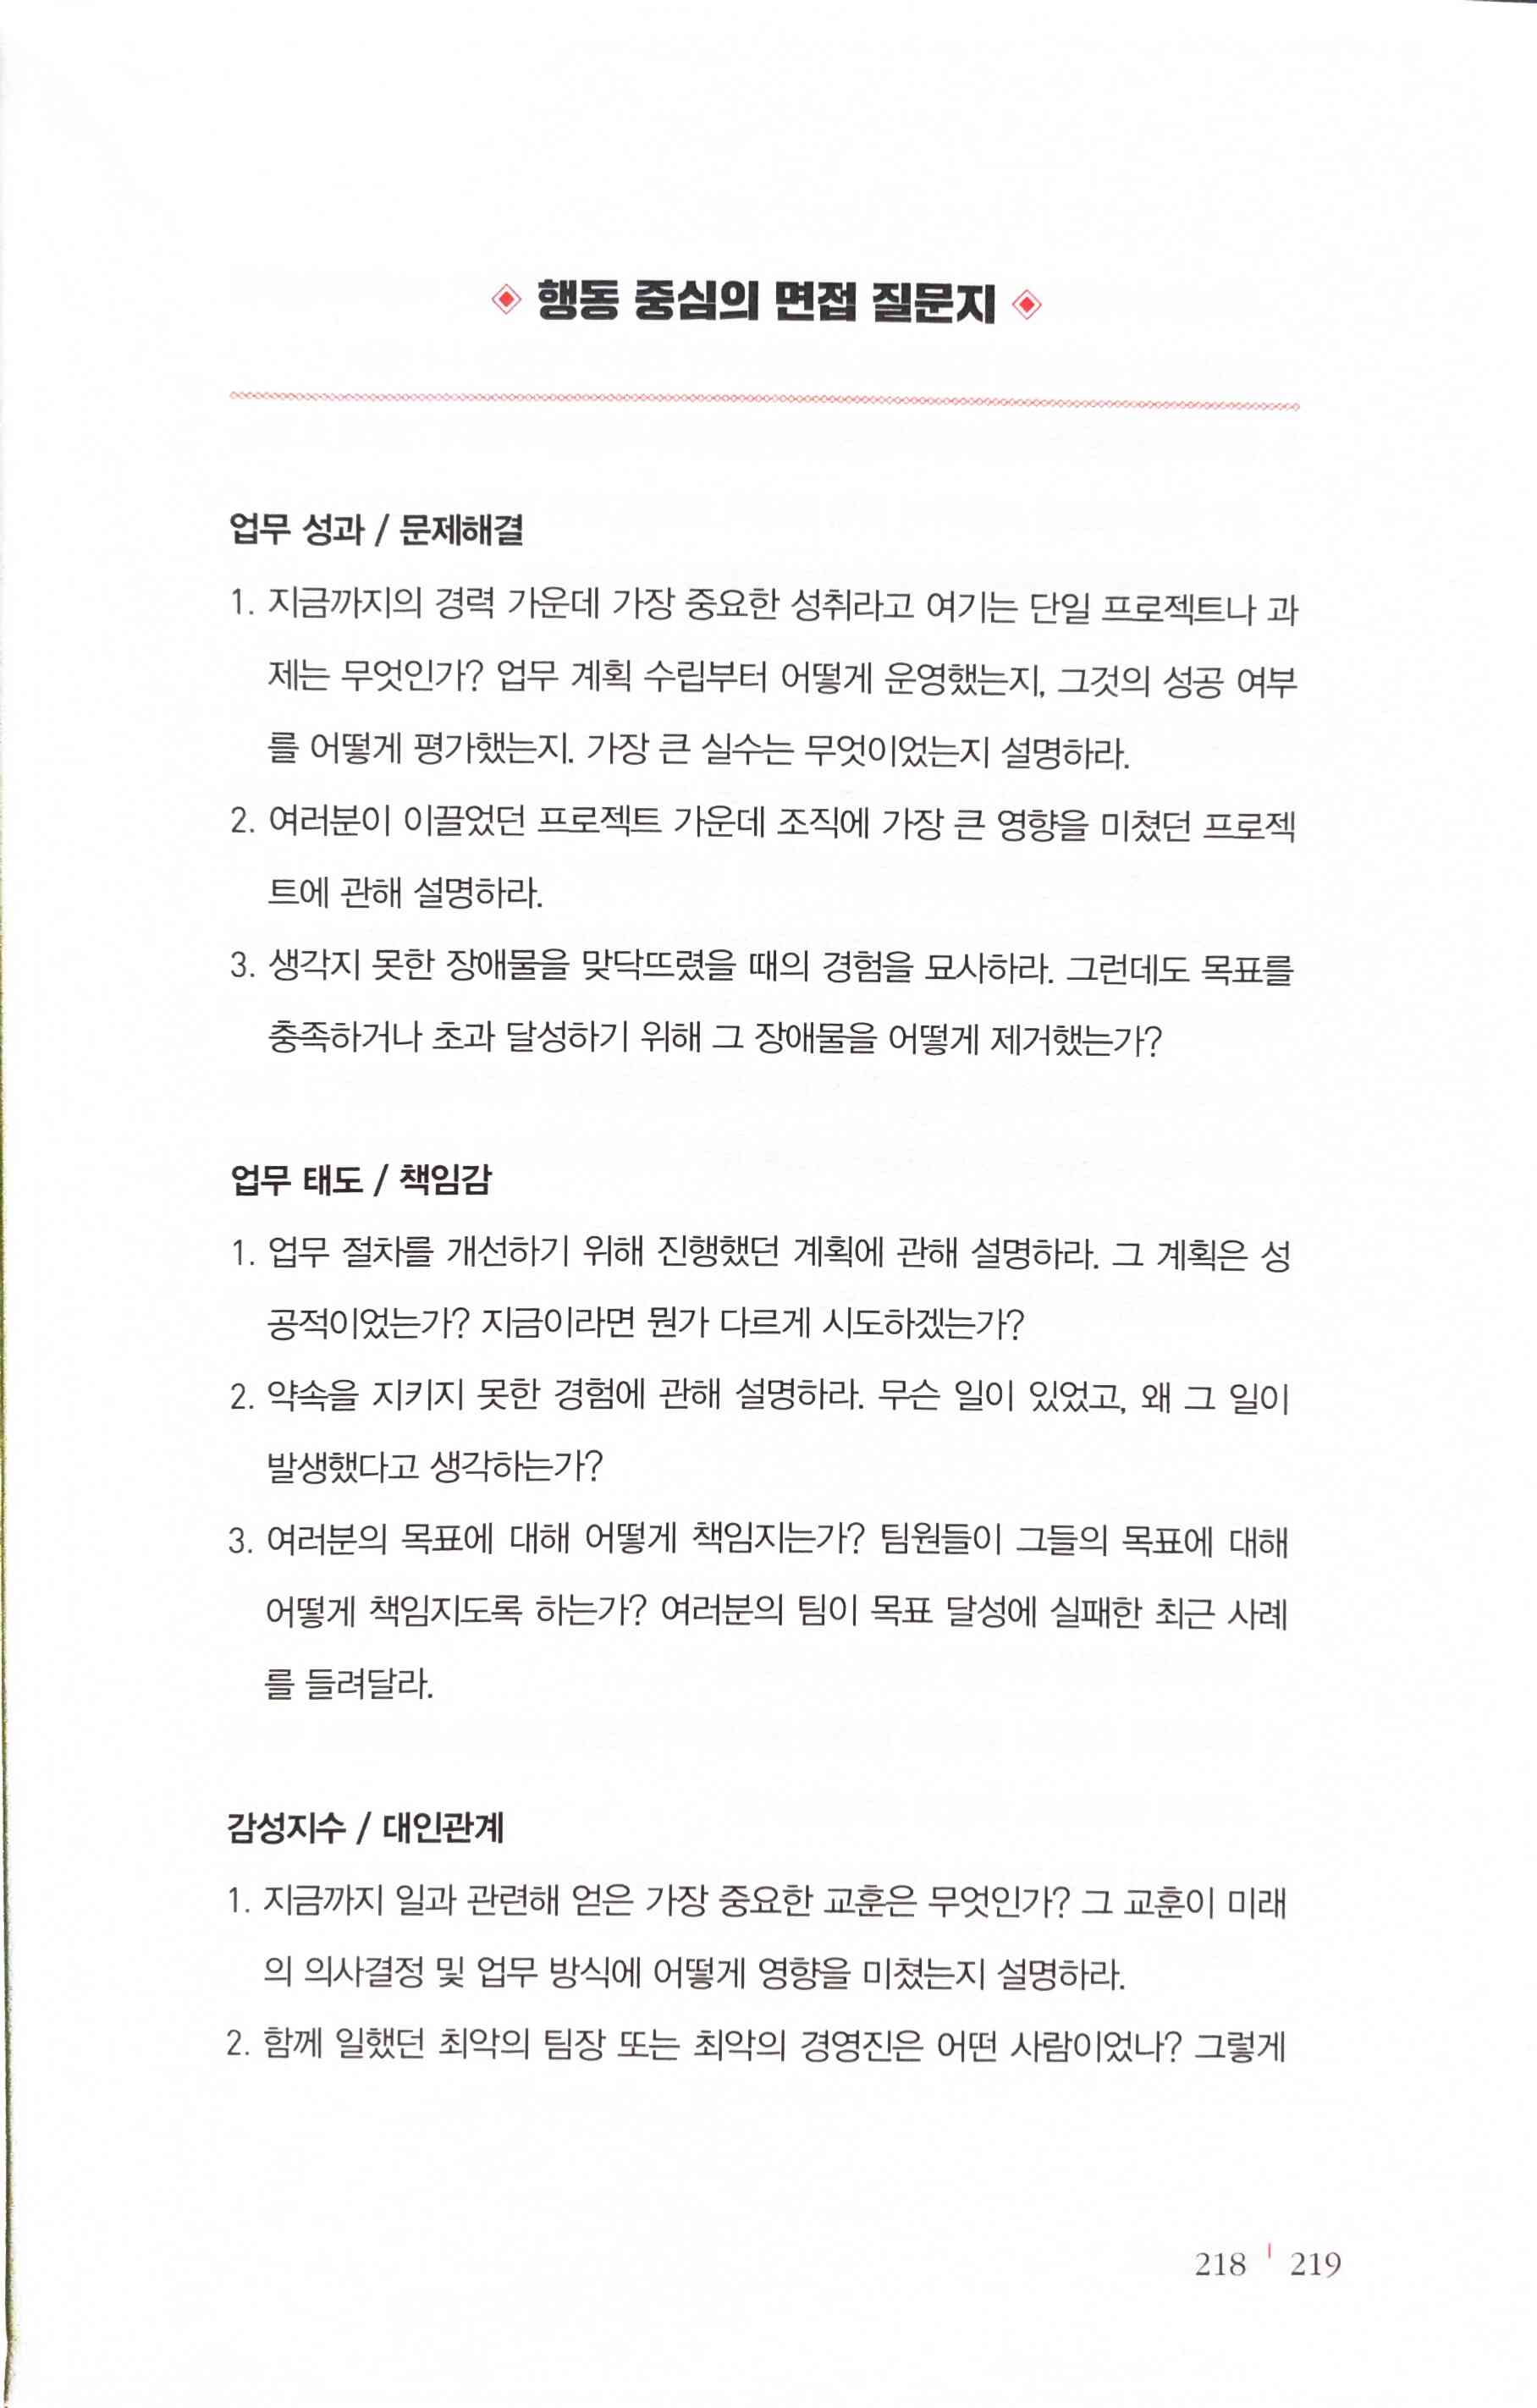 행동 중심의 면접 질문지
업무 성과 / 문제해결
1. 지금까지의 경력 가운데 가장 중요한 성취라고 여기는 단일 프로젝트나 과
제는 무엇인가? 업무 계획 수립부터 어떻게 운영했는지, 그것의 성공 여부
를 어떻게 평가했는지. 가장 큰 실수는 무엇이었는지 설명하라.
2. 여러분이 이끌었던 프로젝트 가운데 조직에 가장 큰 영향을 미쳤던 프로젝
트에 관해 설명하라.
3. 생각지 못한 장애물을 맞닥뜨렸을 때의 경험을 묘사하라. 그런데도 목표를
충족하거나 초과 달성하기 위해 그 장애물을 어떻게 제거했는가?
업무 태도 / 책임감
1. 업무 절차를 개선하기 위해 진행했던 계획에 관해 설명하라. 그 계획은 성
공적이었는가? 지금이라면 뭔가 다르게 시도하겠는가?
2. 약속을 지키지 못한 경험에 관해 설명하라. 무슨 일이 있었고, 왜 그 일이
발생했다고 생각하는가?
3. 여러분의 목표에 대해 어떻게 책임지는가? 팀원들이 그들의 목표에 대해
어떻게 책임지도록 하는가? 여러분의 팀이 목표 달성에 실패한 최근 사례
를 들려달라.
감성지수 / 대인관계
1. 지금까지 일과 관련해 얻은 가장 중요한 교훈은 무엇인가? 그 교훈이 미래
의 의사결정 및 업무 방식에 어떻게 영향을 미쳤는지 설명하라.
2. 함께 일했던 최악의 팀장 또는 최악의 경영진은 어떤 사람이었나? 그렇게
218 | 219